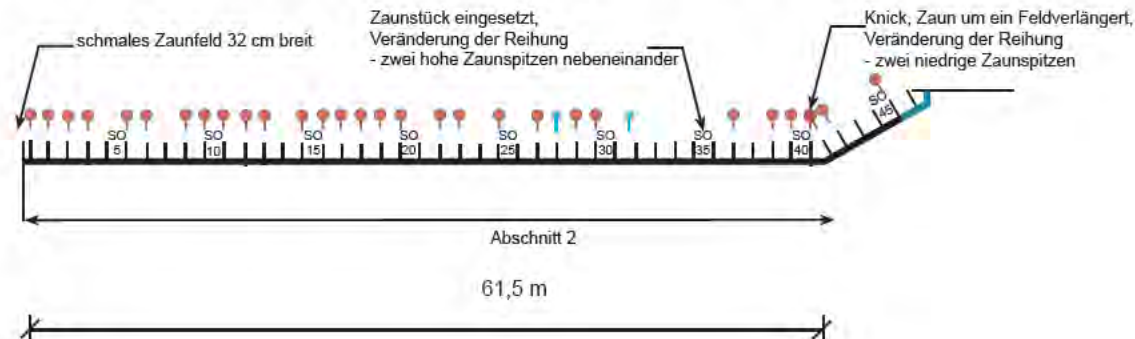 schmales Zaunfeld 32 cm breit
Zaunstück eingesetzt,
Veränderung der Reihung
- zwei hohe Zaunspitzen nebeneinander
Knick, Zaun um ein Feldverlängert,
Veränderung der Reihung
- zwei niedrige Zaunspitzen
SO SO SO SO SO SO SO SO SO
5 10 15 20 25 30 35 40 45
Abschnitt 2
61,5 m